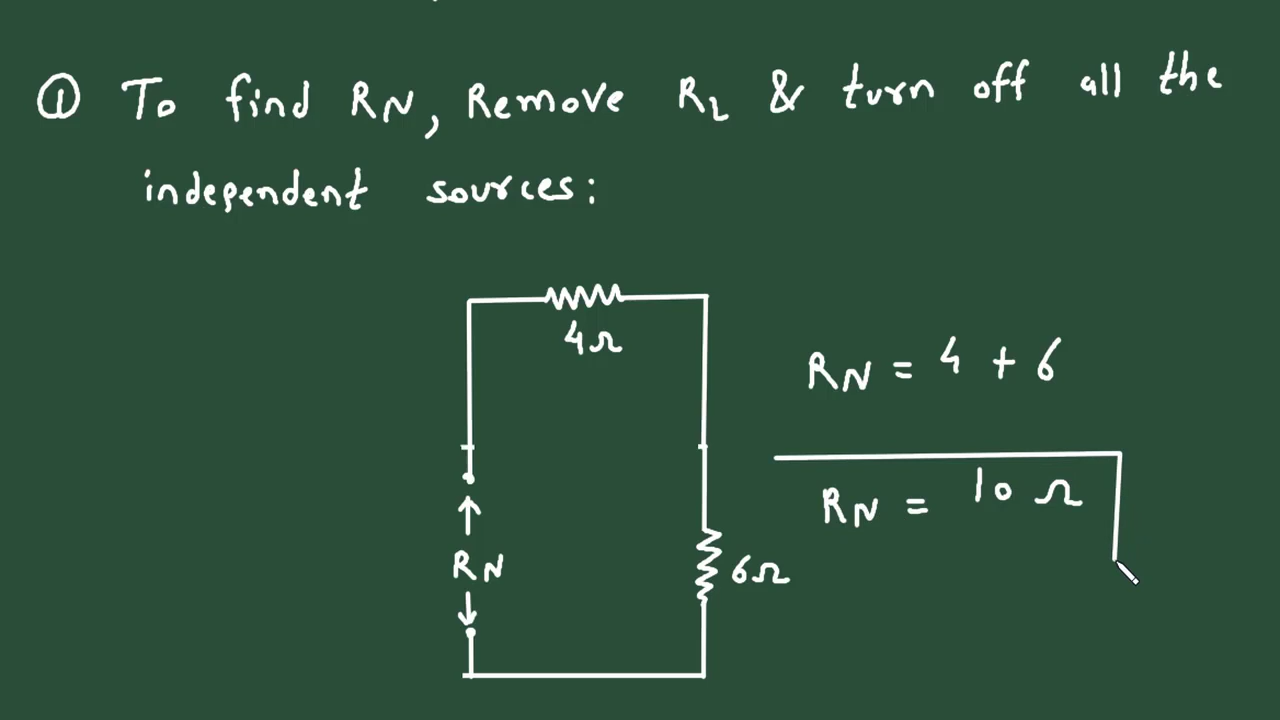 ① To find RN, Remove RL & turn off all the
independent sources:
4Ω
RN = 4 + 6
RN = 10 Ω
RN
6Ω